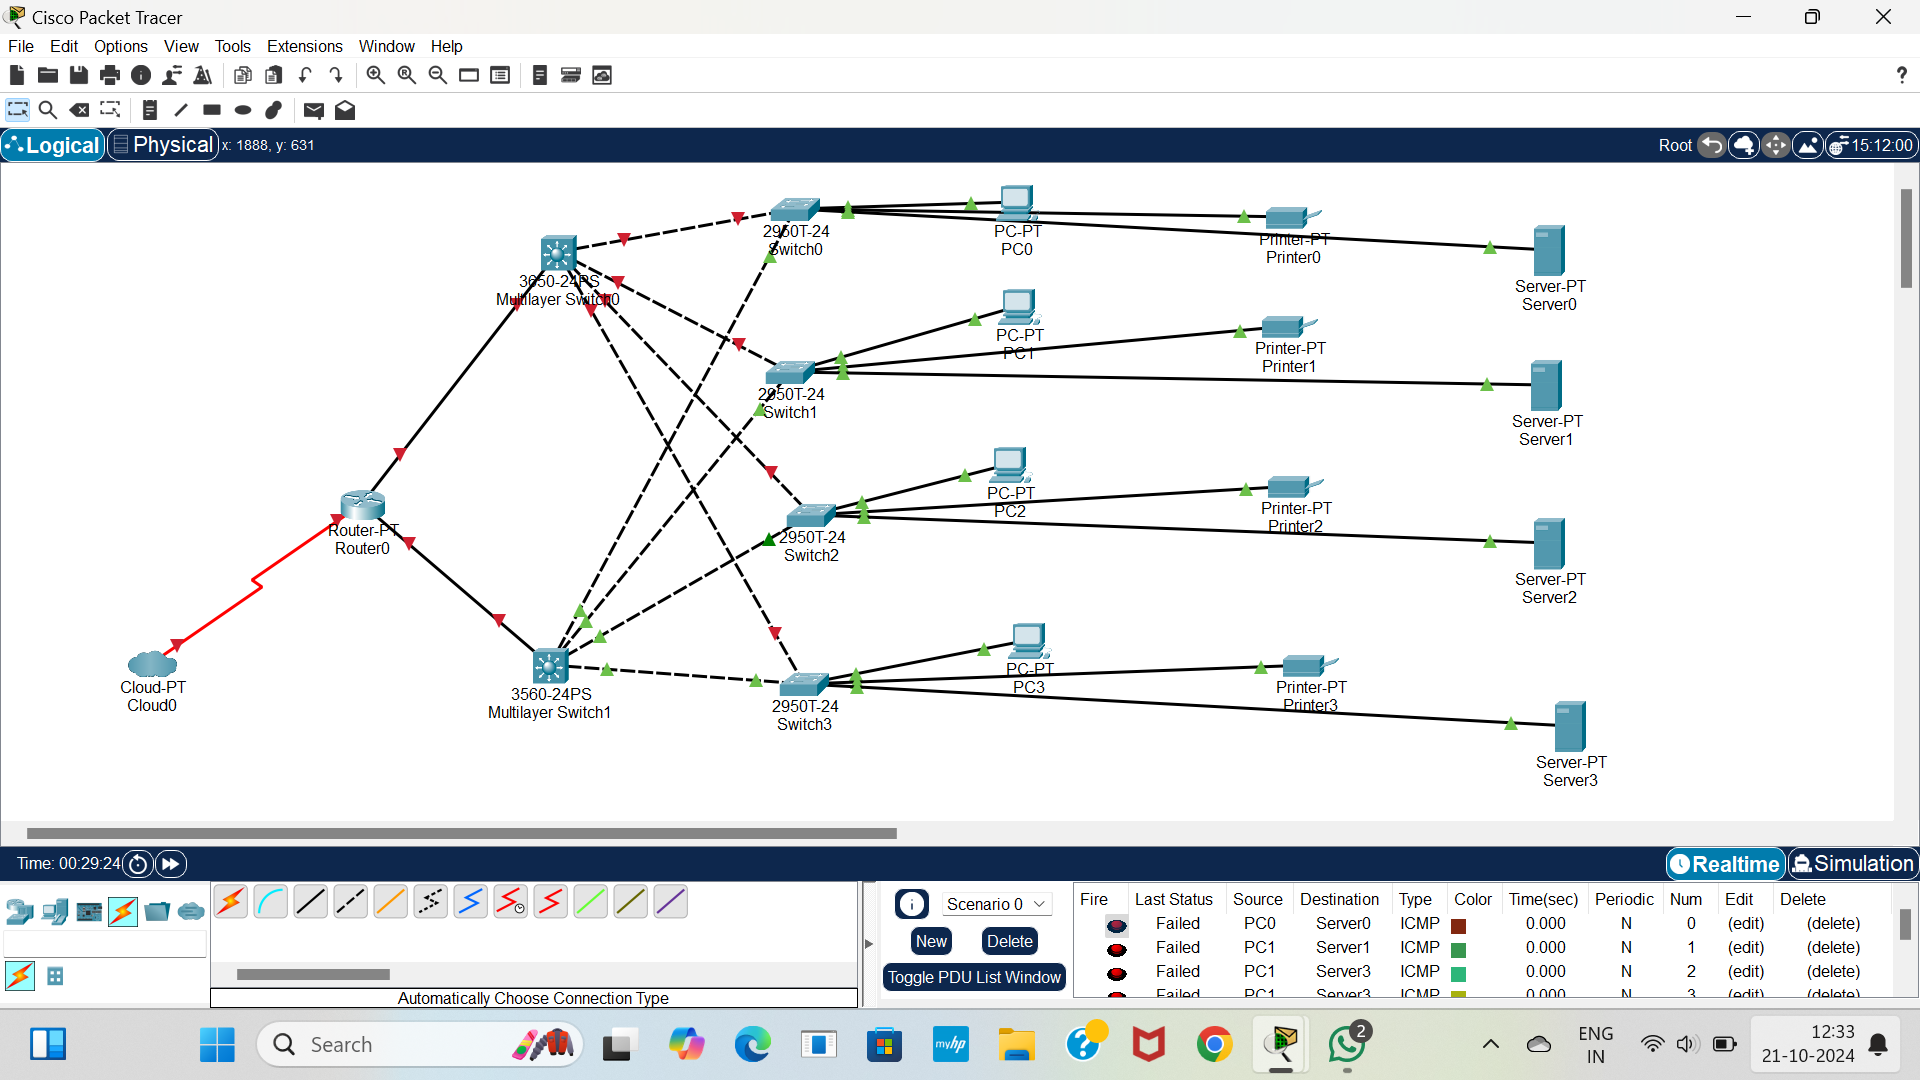 Cisco Packet Tracer
File Edit Options View Tools Extensions Window Help
?
Logical Physical x: 1888, y: 631 Root 15:12:00
2950T-24
Switch0
PC-PT
PC0
Printer-PT
Printer0
Server-PT
Server0
3650-24PS
Multilayer Switch0
PC-PT
PC1
Printer-PT
Printer1
2950T-24
Switch1
Server-PT
Server1
PC-PT
PC2
Printer-PT
Printer2
Router-PT
Router0
2950T-24
Switch2
Server-PT
Server2
PC-PT
PC3
Cloud-PT
Cloud0
3560-24PS
Multilayer Switch1
2950T-24
Switch3
Printer-PT
Printer3
Server-PT
Server3
Time: 00:29:24 Realtime Simulation
Scenario 0
New Delete
Toggle PDU List Window
Automatically Choose Connection Type
Fire Last Status Source Destination Type Color Time(sec) Periodic Num Edit Delete
Failed PC0 Server0 ICMP 0.000 N 0 (edit) (delete)
Failed PC1 Server1 ICMP 0.000 N 1 (edit) (delete)
Failed PC1 Server3 ICMP 0.000 N 2 (edit) (delete)
Failed PC1 Server3 ICMP 0.000 N 3 (edit) (delete)
Search
myhp
?
2
ENG
IN
12:33
21-10-2024